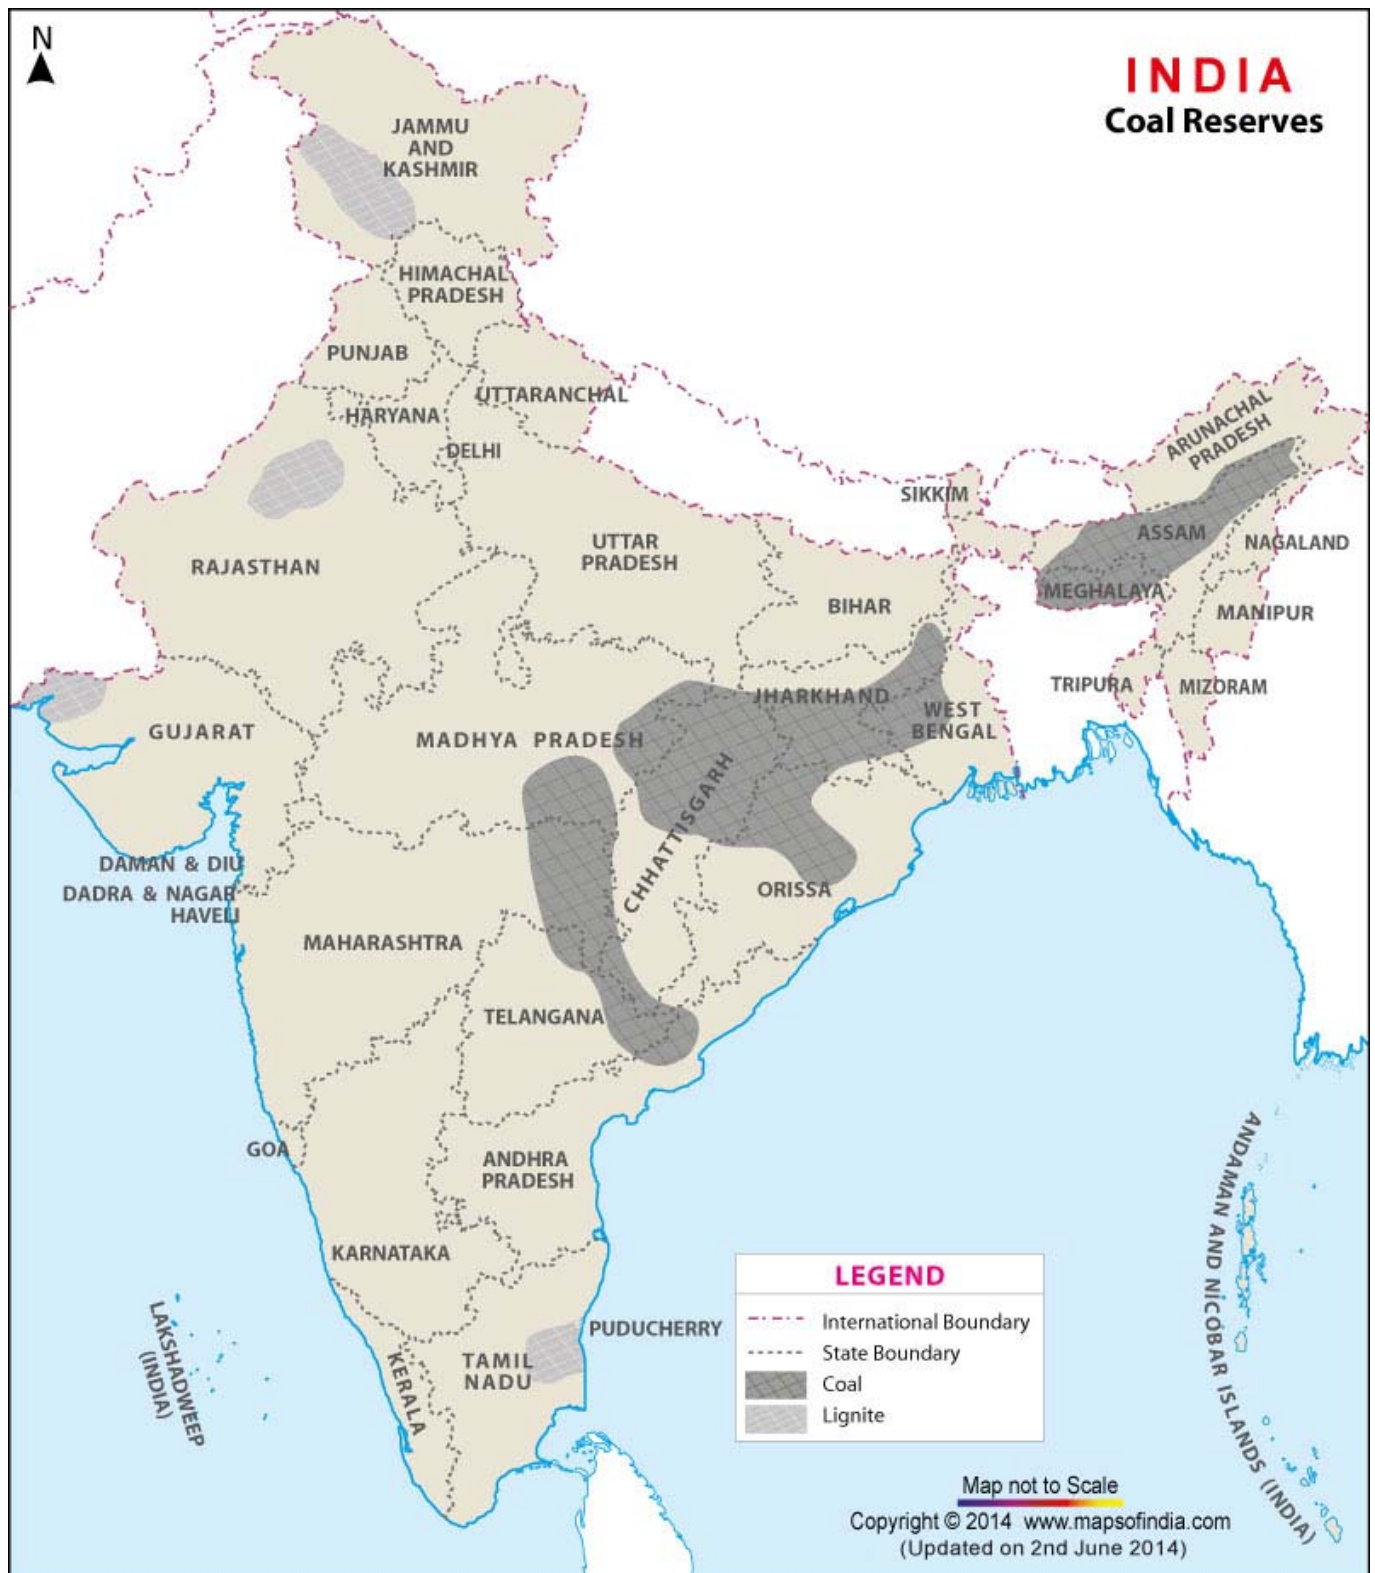 N
INDIA
Coal Reserves
JAMMU
AND
KASHMIR
HIMACHAL
PRADESH
PUNJAB
UTTARANCHAL
HARYANA
DELHI
ARUNACHAL
PRADESH
SIKKIM
ASSAM
NAGALAND
RAJASTHAN
UTTAR
PRADESH
MEGHALAYA
BIHAR
MANIPUR
TRIPURA
MIZORAM
JHARKHAND
WEST
BENGAL
GUJARAT
MADHYA PRADESH
CHHATTISGARH
DAMAN & DIU
DADRA & NAGAR
HAVELI
ORISSA
MAHARASHTRA
TELANGANA
GOA
ANDHRA
PRADESH
KARNATAKA
ANDAMAN AND NICOBAR ISLANDS (INDIA)
LAKSHADWEEP
(INDIA)
KERALA
TAMIL
NADU
PUDUCHERRY
LEGEND
International Boundary
State Boundary
Coal
Lignite
Map not to Scale
Copyright © 2014 www.mapsofindia.com
(Updated on 2nd June 2014)